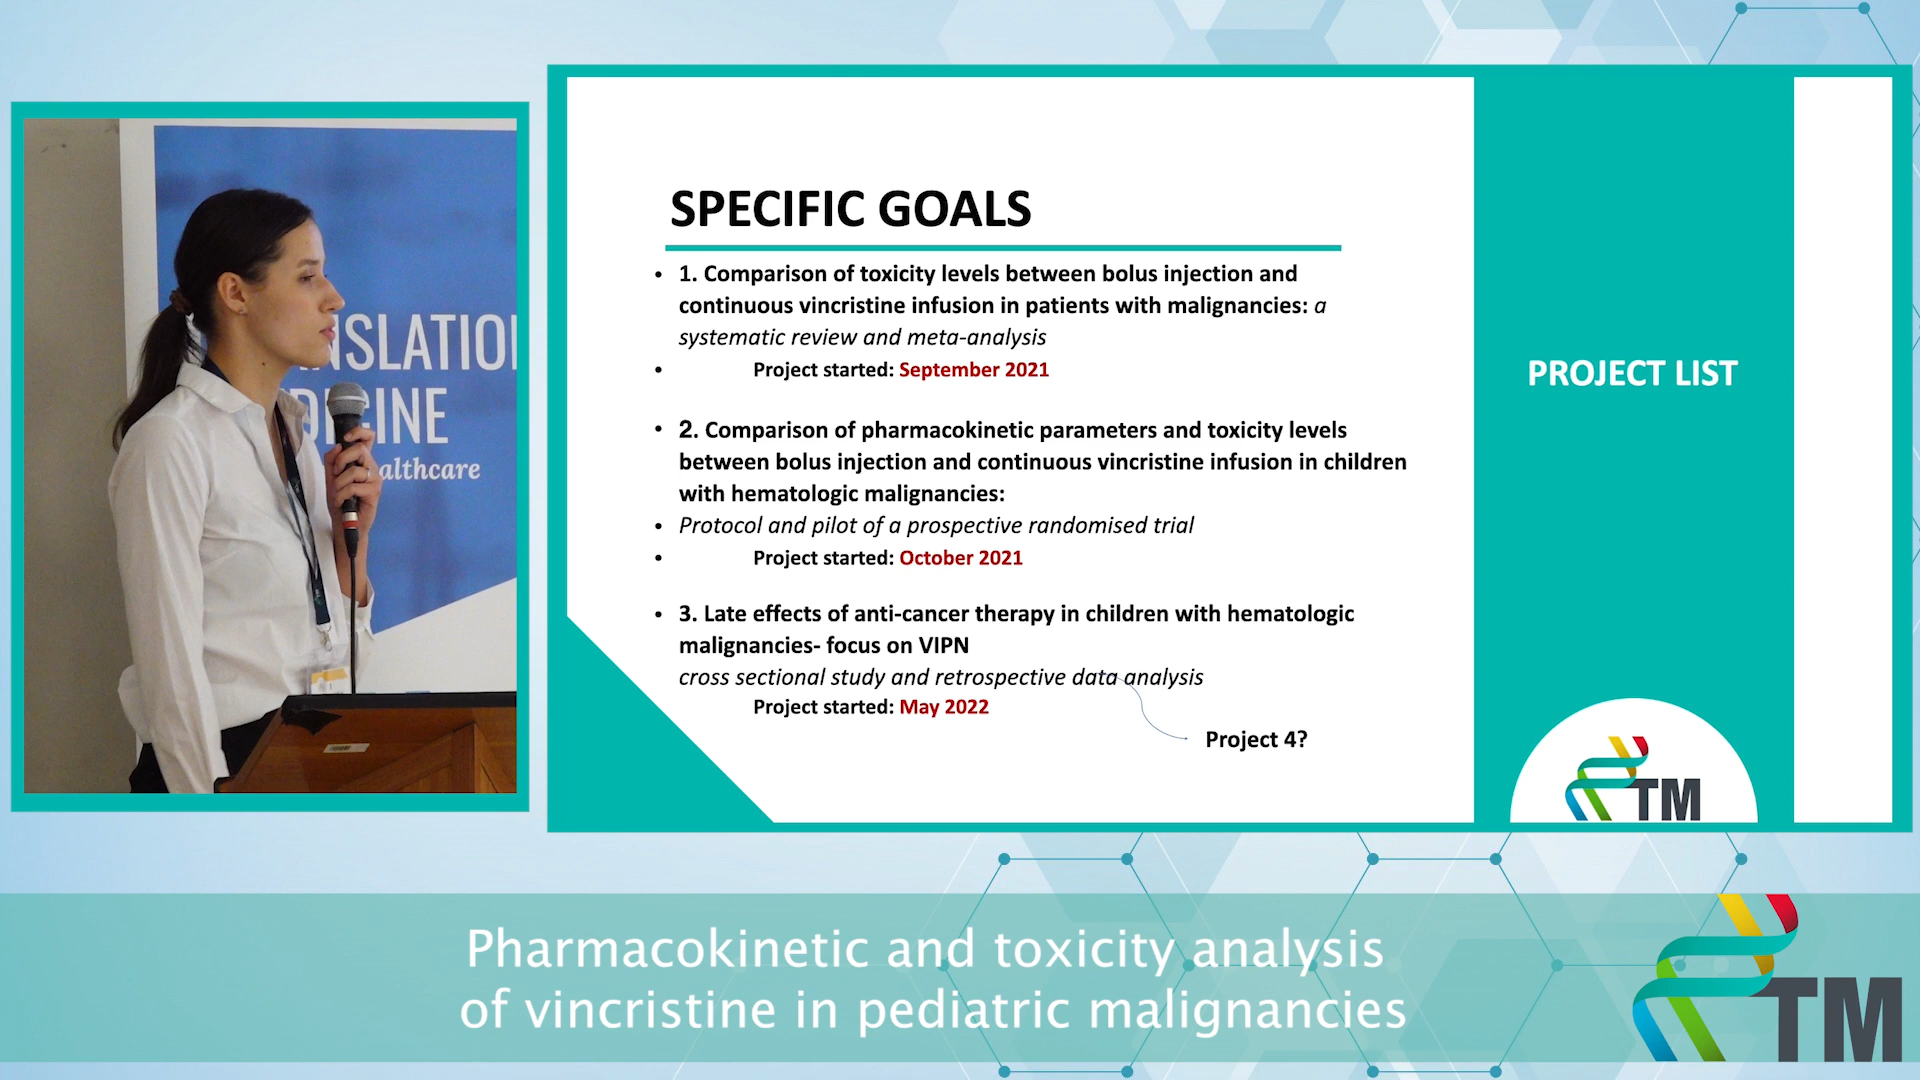 NSLATIO
DICINE
althcare
SPECIFIC GOALS
• 1. Comparison of toxicity levels between bolus injection and
continuous vincristine infusion in patients with malignancies: a
systematic review and meta-analysis
• Project started: September 2021
• 2. Comparison of pharmacokinetic parameters and toxicity levels
between bolus injection and continuous vincristine infusion in children
with hematologic malignancies:
• Protocol and pilot of a prospective randomised trial
• Project started: October 2021
• 3. Late effects of anti-cancer therapy in children with hematologic
malignancies- focus on VIPN
cross sectional study and retrospective data analysis
Project started: May 2022
Project 4?
PROJECT LIST
TM
Pharmacokinetic and toxicity analysis
of vincristine in pediatric malignancies
TM